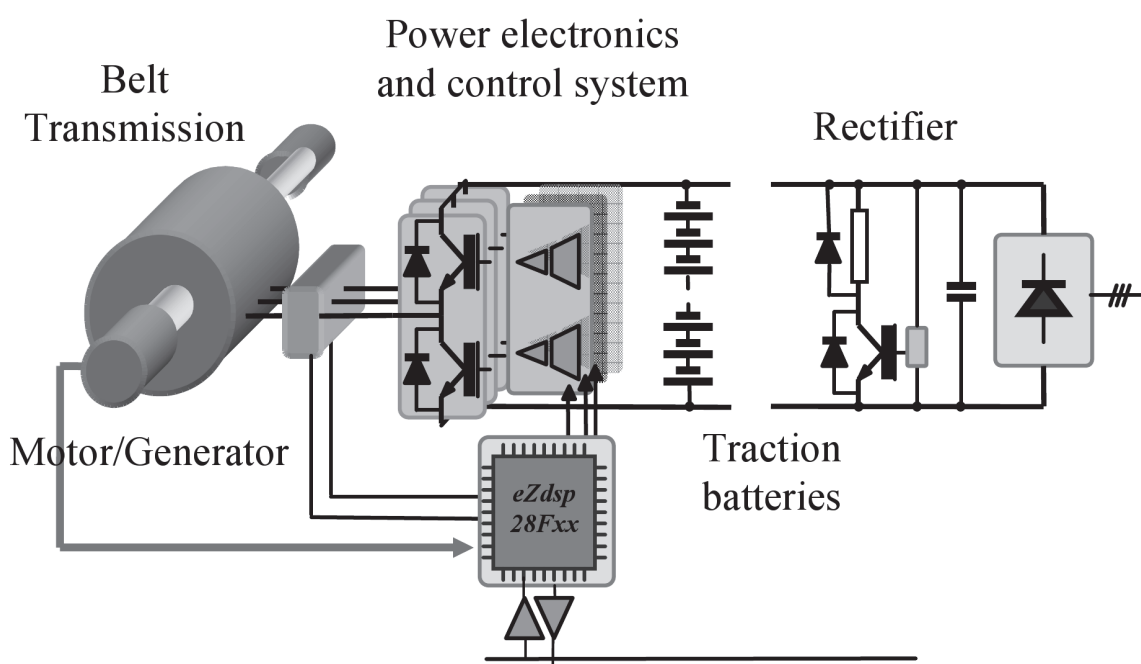 Power electronics
and control system
Belt
Transmission
Rectifier
Motor/Generator
Traction
batteries
eZdsp
28Fxx